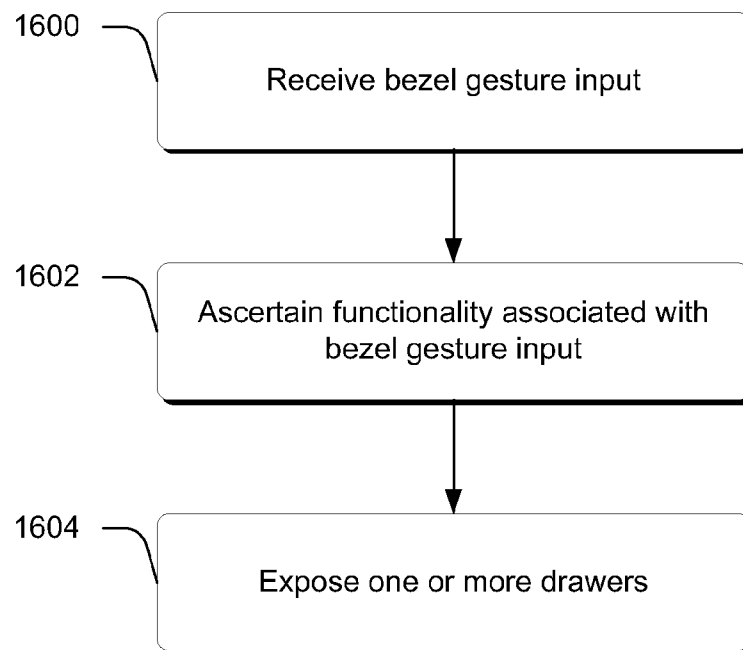 1600
Receive bezel gesture input
1602
Ascertain functionality associated with
bezel gesture input
1604
Expose one or more drawers